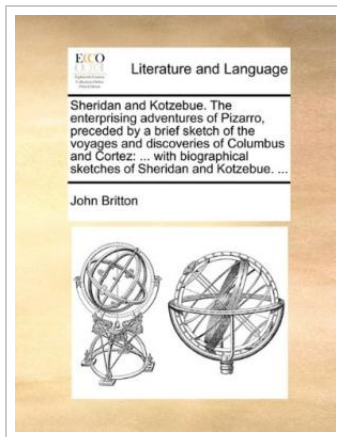 ECCO
Literature and Language
Sheridan and Kotzebue. The
enterprising adventures of Pizarro,
preceded by a brief sketch of the
voyages and discoveries of Columbus
and Cortez: ... with biographical
sketches of Sheridan and Kotzebue. ...
John Britton